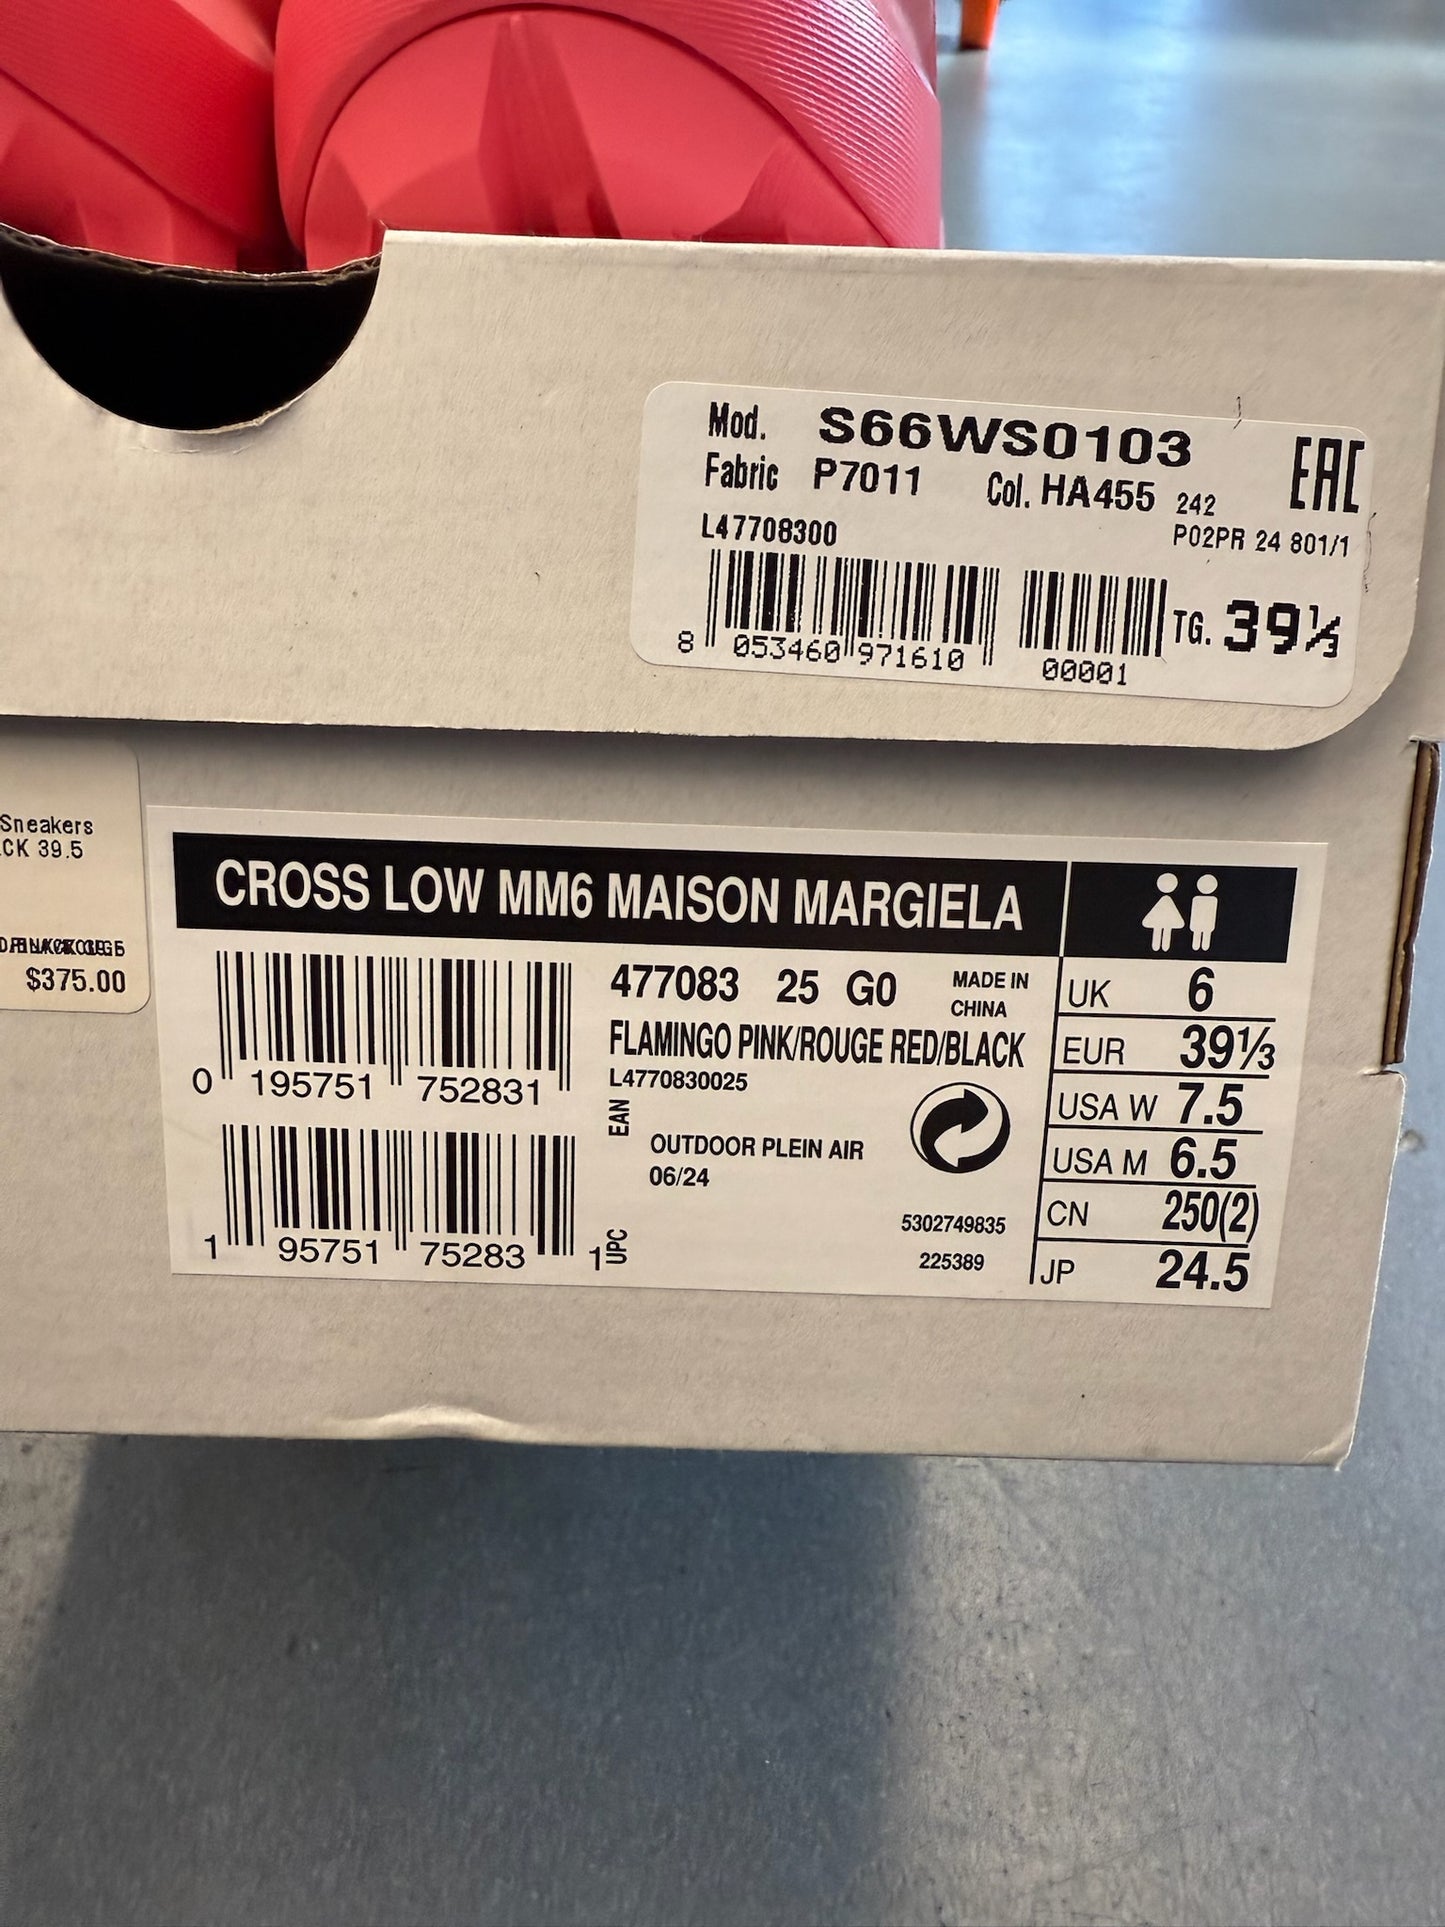 Mod. S66WS0103
Fabric P7011 Col. HA455 242
EAC
L47708300 P02PR 24 801/1
8 053460 971610 00001 TG. 39⅓
Sneakers
CK 39.5
$375.00
CROSS LOW MM6 MAISON MARGIELA
477083 25 G0 MADE IN
CHINA
FLAMINGO PINK/ROUGE RED/BLACK
L4770830025
0 195751 752831 EAN
OUTDOOR PLEIN AIR
06/24
5302749835
225389
1 95751 75283 1 UPC
UK 6
EUR 39⅓
USA W 7.5
USA M 6.5
CN 250(2)
JP 24.5